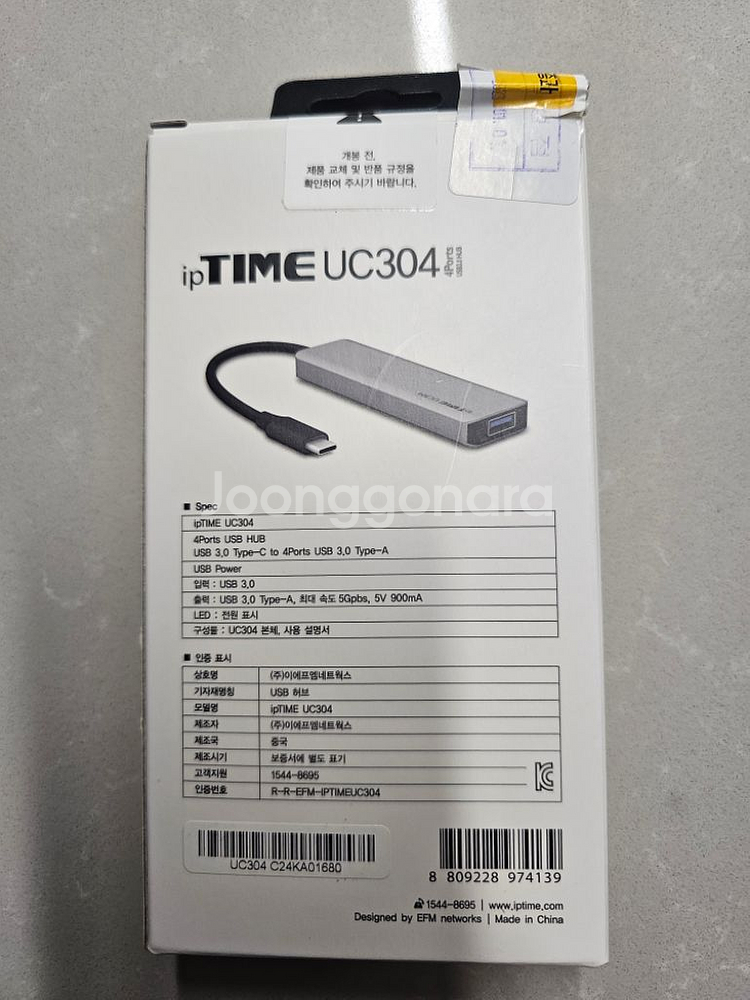 개봉 전,
제품 교체 및 반품 규정을
확인하여 주시기 바랍니다.
ipTIME UC304 4Ports
Joonggonara
■ Spec
ipTIME UC304
4Ports USB HUB
USB 3.0 Type-C to 4Ports USB 3.0 Type-A
USB Power
입력 : USB 3.0
출력 : USB 3.0 Type-A, 최대 속도 5Gpbs, 5V 900mA
LED : 전원 표시
구성물 : UC304 본체, 사용 설명서
■ 인증 표시
상호명 (주)이에프엠네트웍스
기자재명칭 USB 허브
모델명 ipTIME UC304
제조자 (주)이에프엠네트웍스
제조국 중국
제조시기 보증서에 별도 표기
고객지원 1544-8695
인증번호 R-R-EFM-IPTIMEUC304
UC304 C24KA01680
8 809228 974139
1544-8695 | www.iptime.com
Designed by EFM networks | Made in China